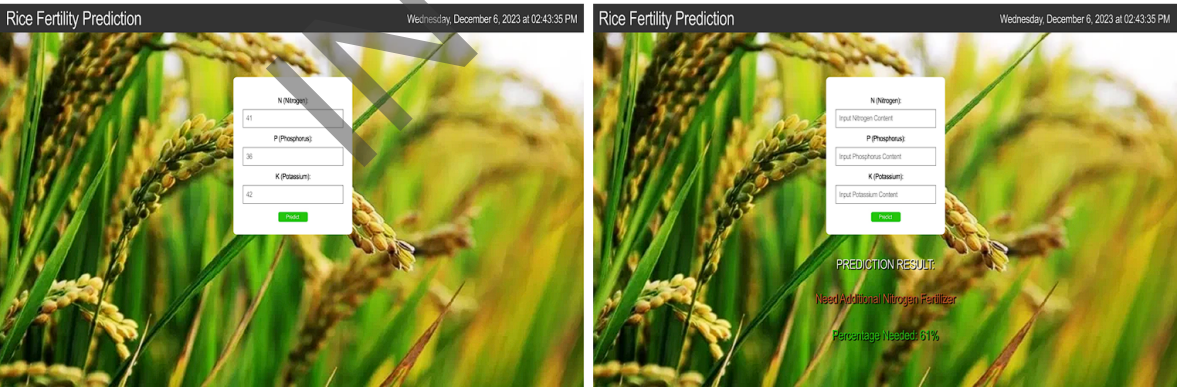 Rice Fertility Prediction
Wednesday, December 6, 2023 at 02:43:35 PM
N (Nitrogen):
41
P (Phosphorus):
36
K (Potassium):
42
Predict
Rice Fertility Prediction
Wednesday, December 6, 2023 at 02:43:35 PM
N (Nitrogen):
Input Nitrogen Content
P (Phosphorus):
Input Phosphorus Content
K (Potassium):
Input Potassium Content
Predict
PREDICTION RESULT:
Need Additional Nitrogen Fertilizer
Percentage Needed: 61%